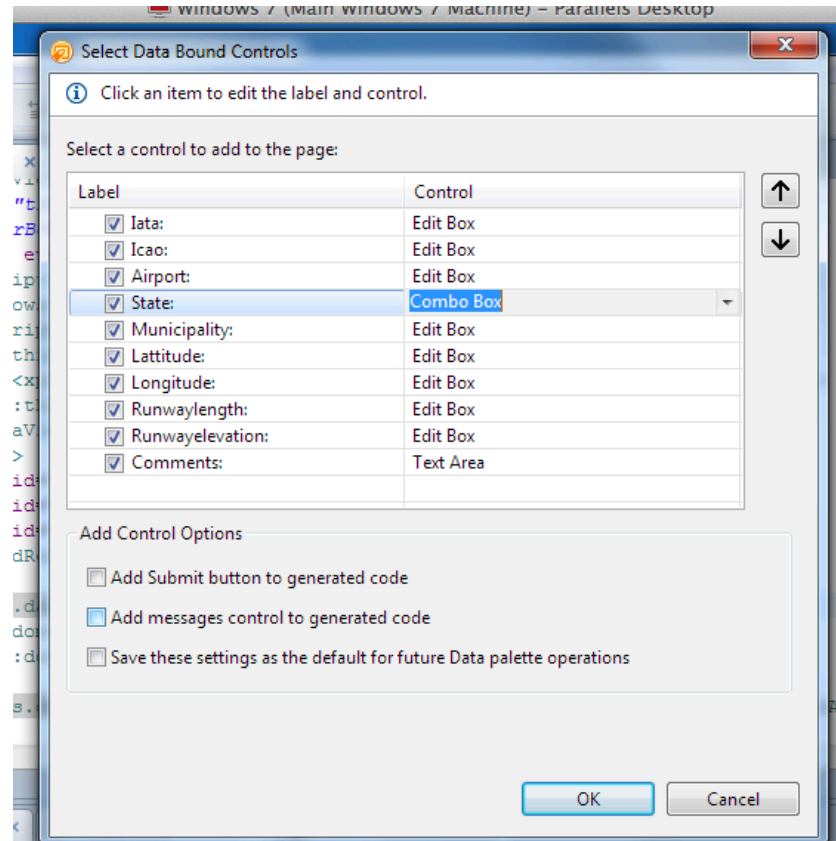 Windows 7 (Main Windows 7 Machine) – Parallels Desktop
Select Data Bound Controls
Click an item to edit the label and control.
Select a control to add to the page:
Label Control
Iata: Edit Box
Icao: Edit Box
Airport: Edit Box
State: Combo Box
Municipality: Edit Box
Lattitude: Edit Box
Longitude: Edit Box
Runwaylength: Edit Box
Runwayelevation: Edit Box
Comments: Text Area
Add Control Options
Add Submit button to generated code
Add messages control to generated code
Save these settings as the default for future Data palette operations
OK Cancel